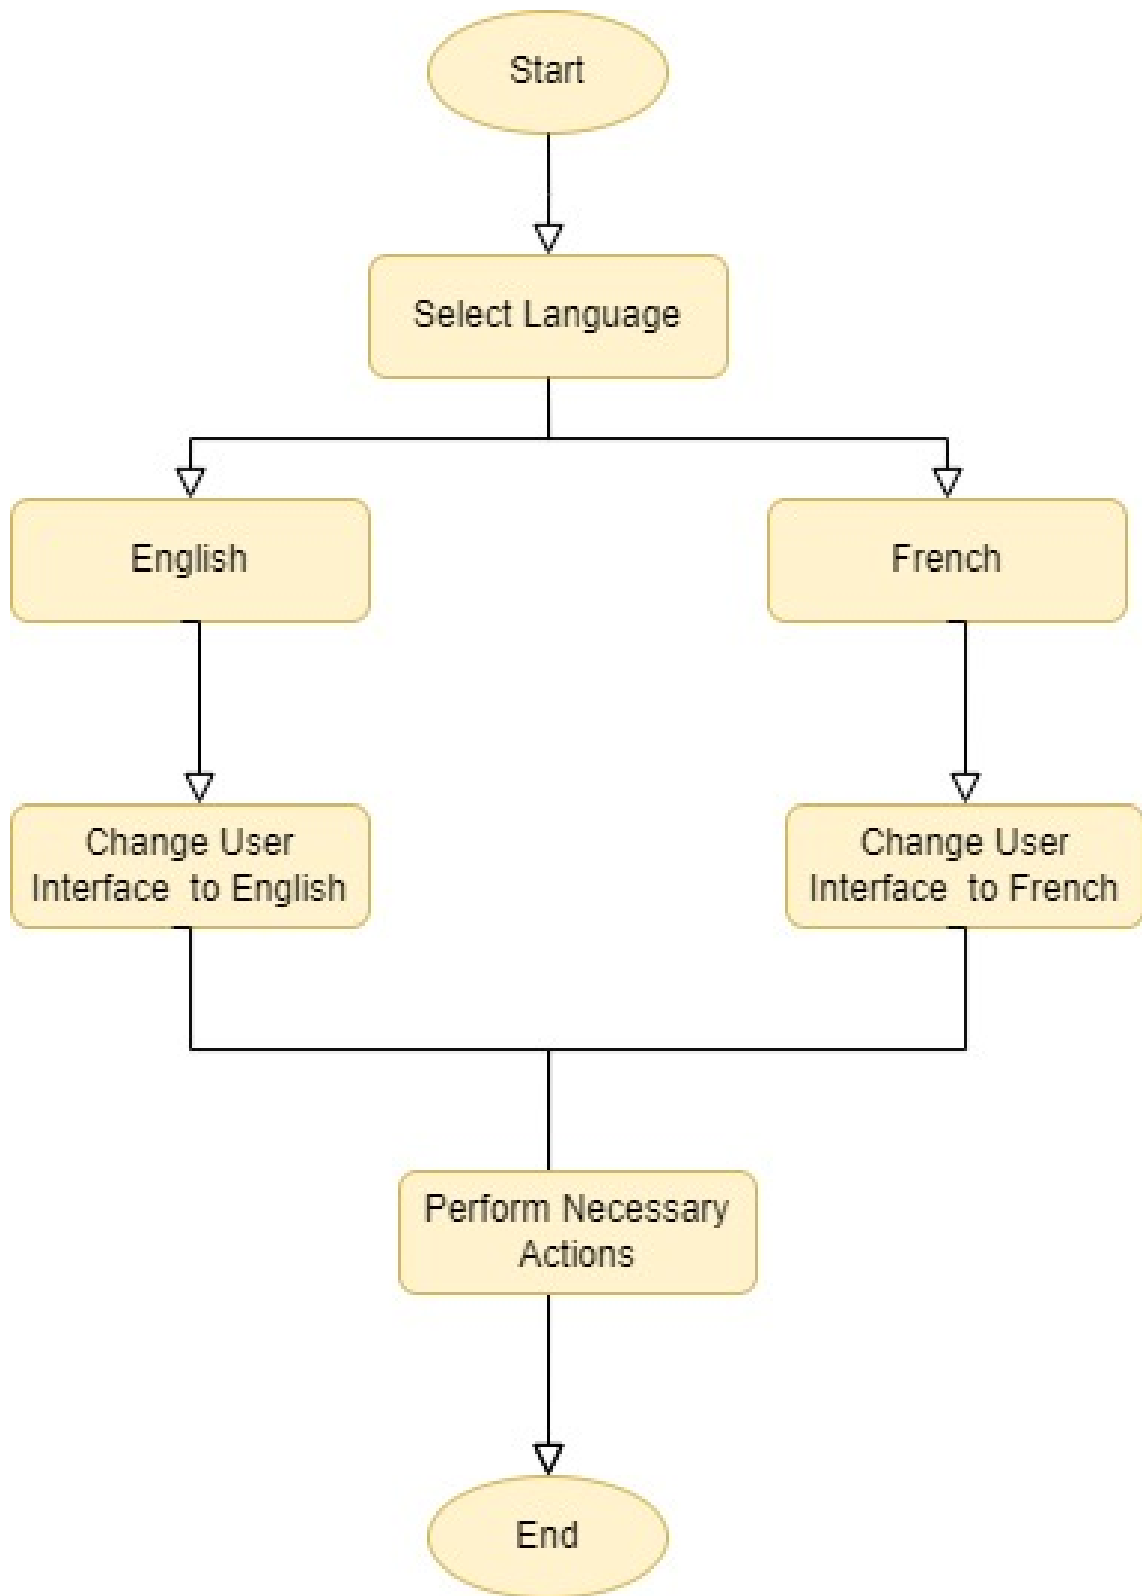 Start
Select Language
English
French
Change User
Interface to English
Change User
Interface to French
Perform Necessary
Actions
End